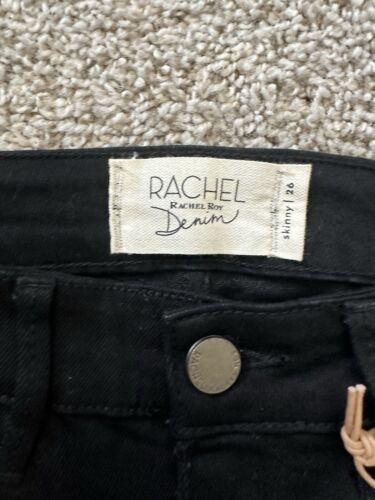 RACHEL
RACHEL ROY
Denim
skinny | 26